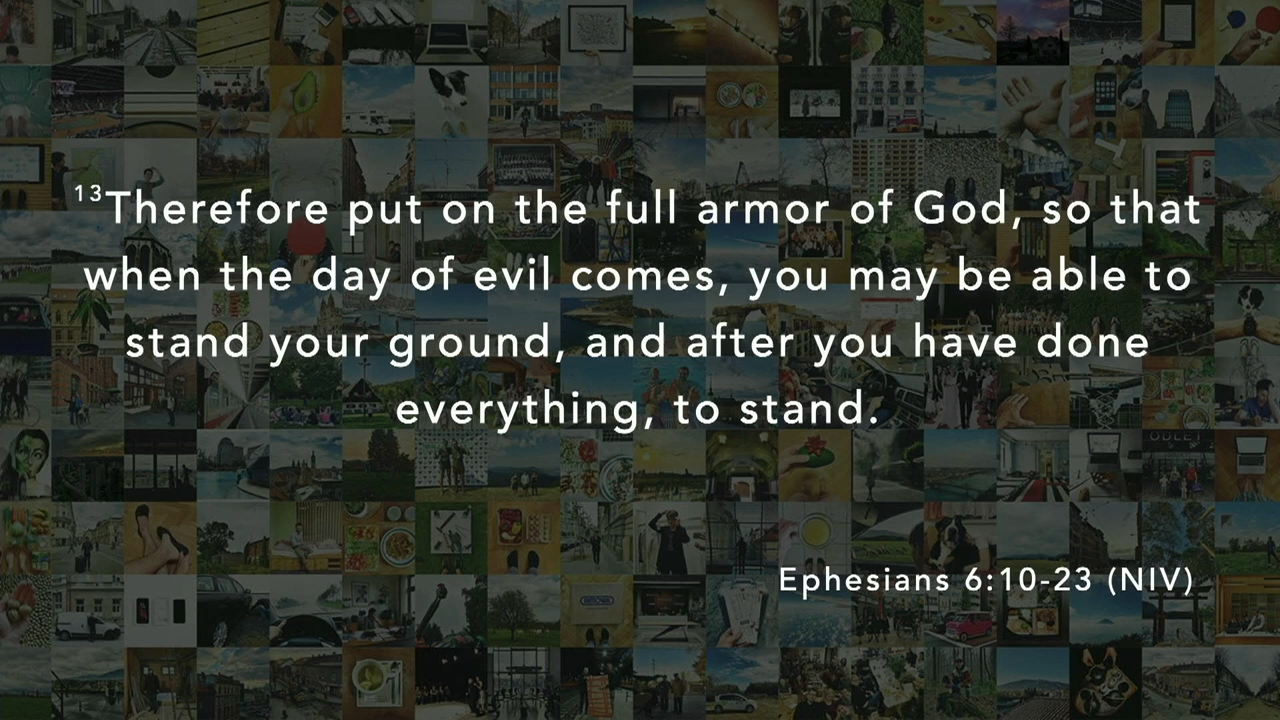 ¹³Therefore put on the full armor of God, so that
when the day of evil comes, you may be able to
stand your ground, and after you have done
everything, to stand.
Ephesians 6:10-23 (NIV)